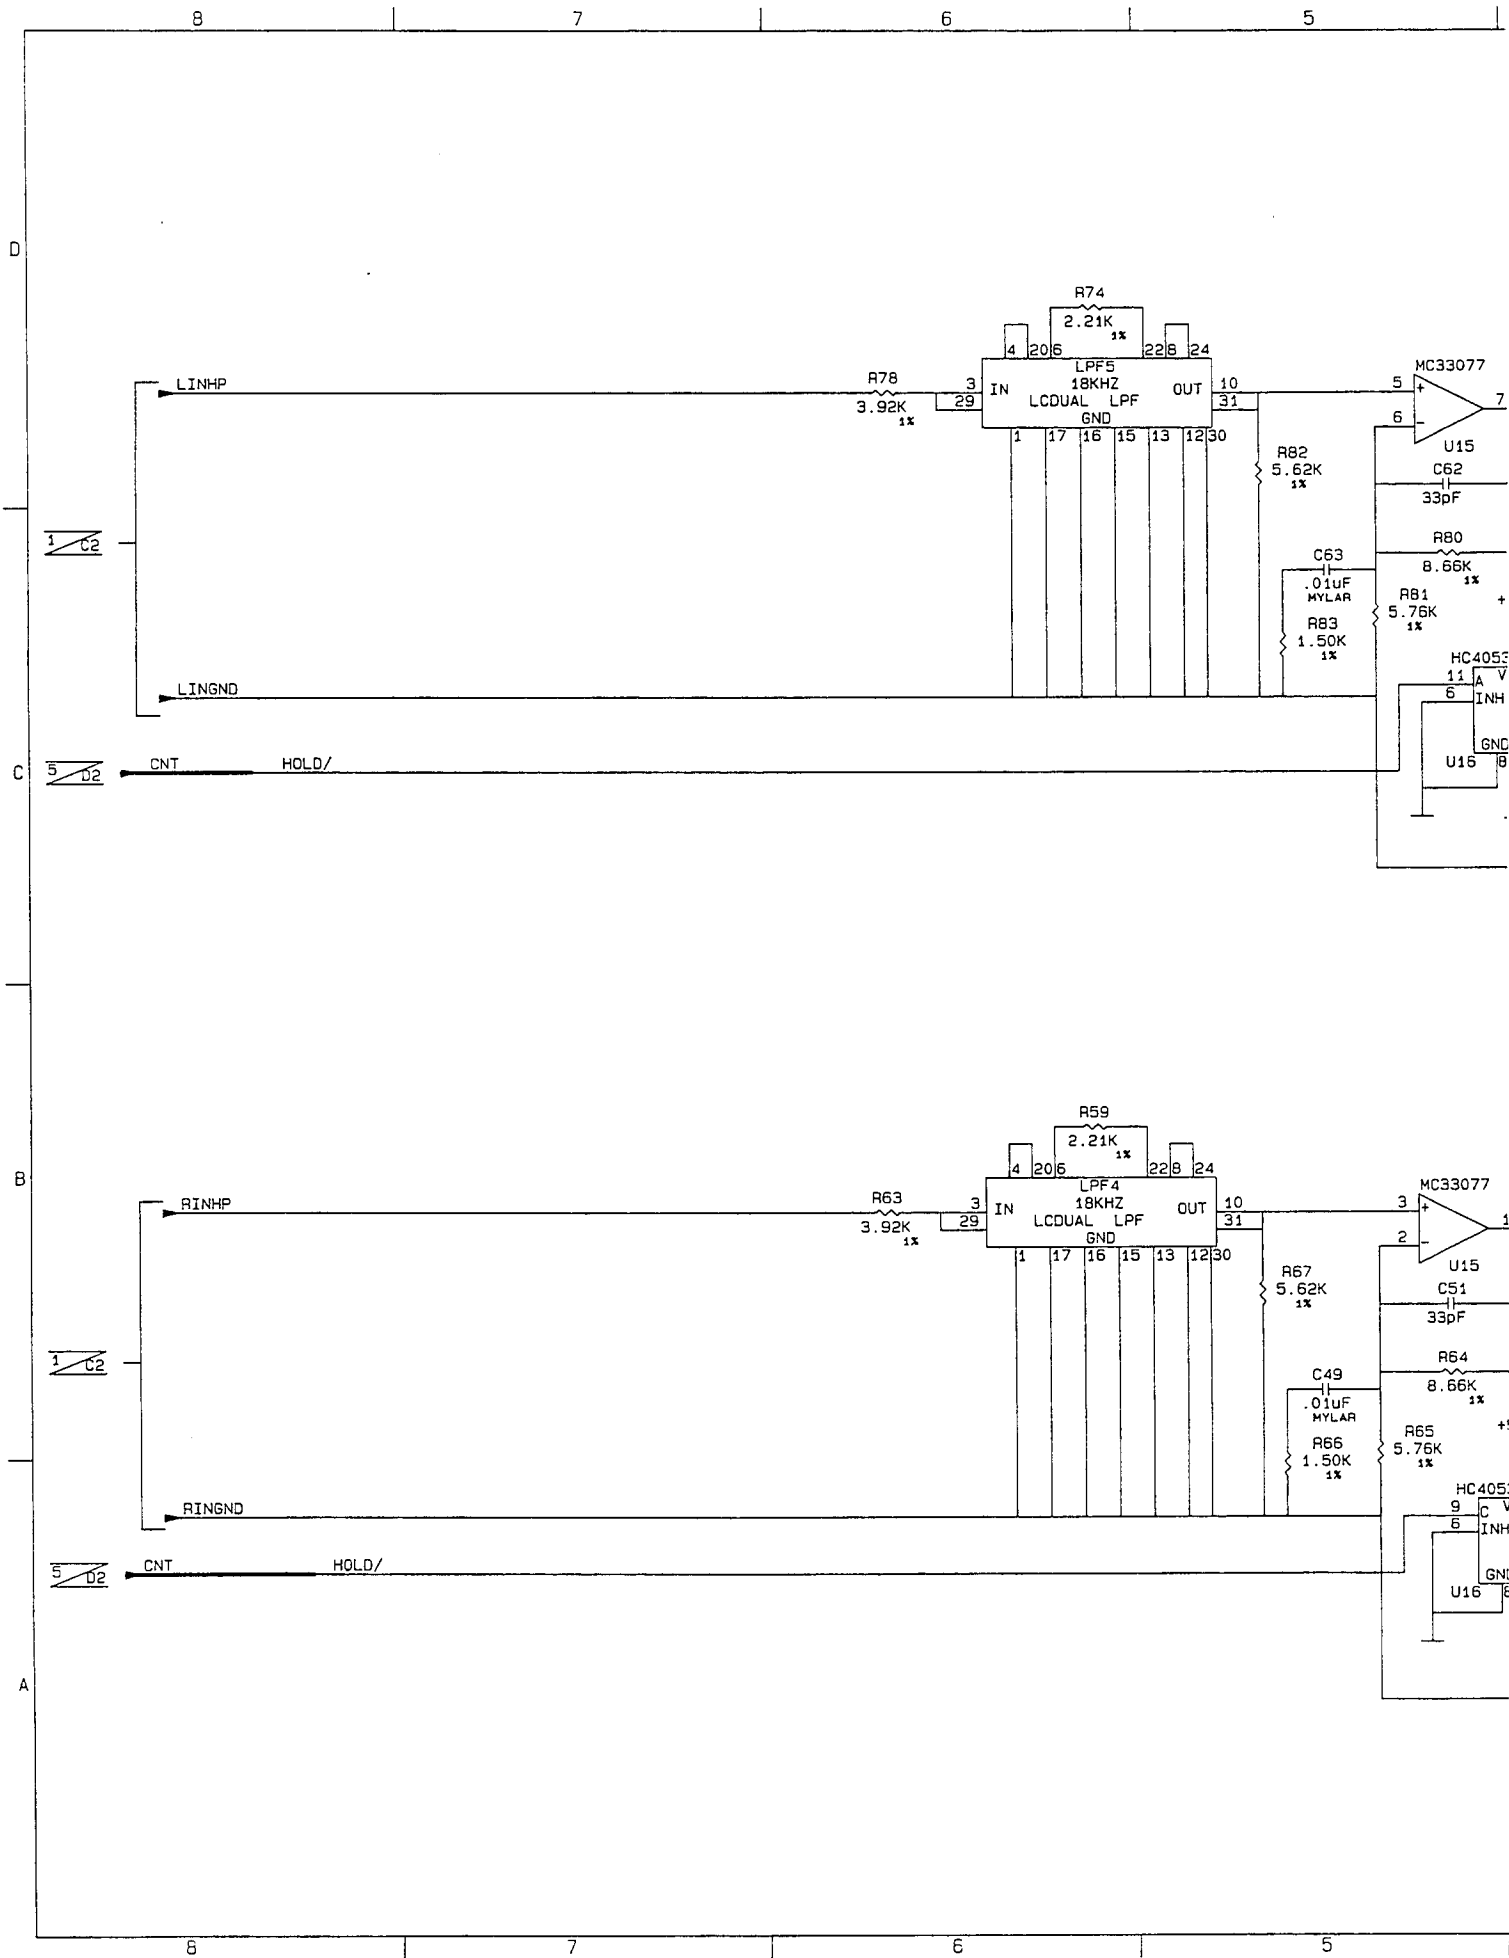 8 7 6 5
D
R74
2.21K
1%
4 20 6 22 8 24
LPF5
MC33077
LINHP
R78
3 IN 18KHZ OUT 10
5 + 7
3.92K
1%
29 LCDUAL LPF 31
GND
6 -
1 17 16 15 13 12 30
U15
R82
5.62K
1%
C62
33pF
1 C2
R80
8.66K
1%
C63
.01uF
MYLAR
R81
5.76K
1%
+
R83
1.50K
1%
HC4053
11 A V
6 INH
LINGND
GND
C
5 D2 CNT HOLD/
U16 8
R59
2.21K
1%
4 20 6 22 8 24
B
LPF4
MC33077
RINHP
R63
3 IN 18KHZ OUT 10
3 + 1
3.92K
1%
29 LCDUAL LPF 31
GND
2 -
1 17 16 15 13 12 30
U15
R67
5.62K
1%
C51
33pF
1 C2
R64
8.66K
1%
C49
.01uF
MYLAR
R65
5.76K
1%
R66
1.50K
1%
HC405
9 C
6 INH
RINGND
5 D2 CNT HOLD/
GND
U16
A
8 7 6 5